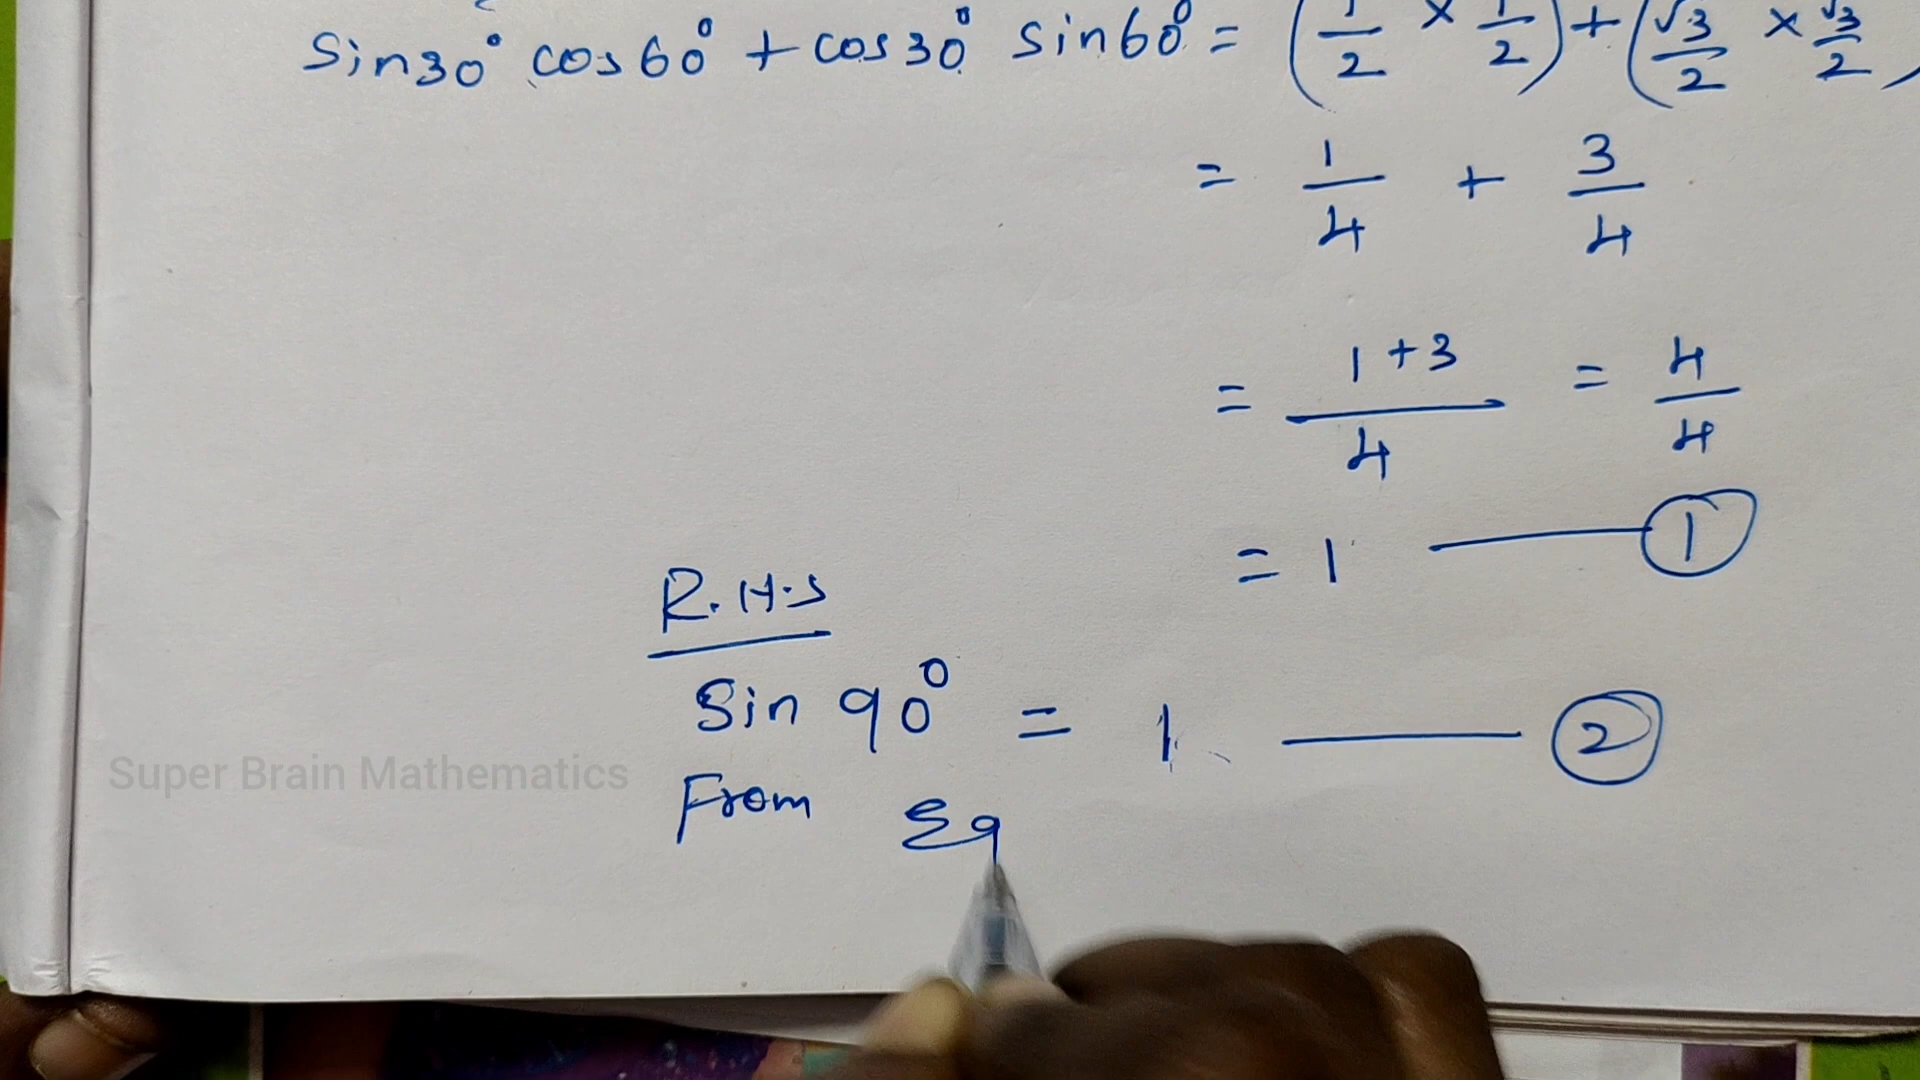 Sin30° cos60° + cos30° sin60° = (1/2 × 1/2) + (√3/2 × √3/2)
= 1/4 + 3/4
= 1+3/4 = 4/4
= 1 —— ①
R.H.S
Sin 90° = 1 —— ②
Super Brain Mathematics
From Eq